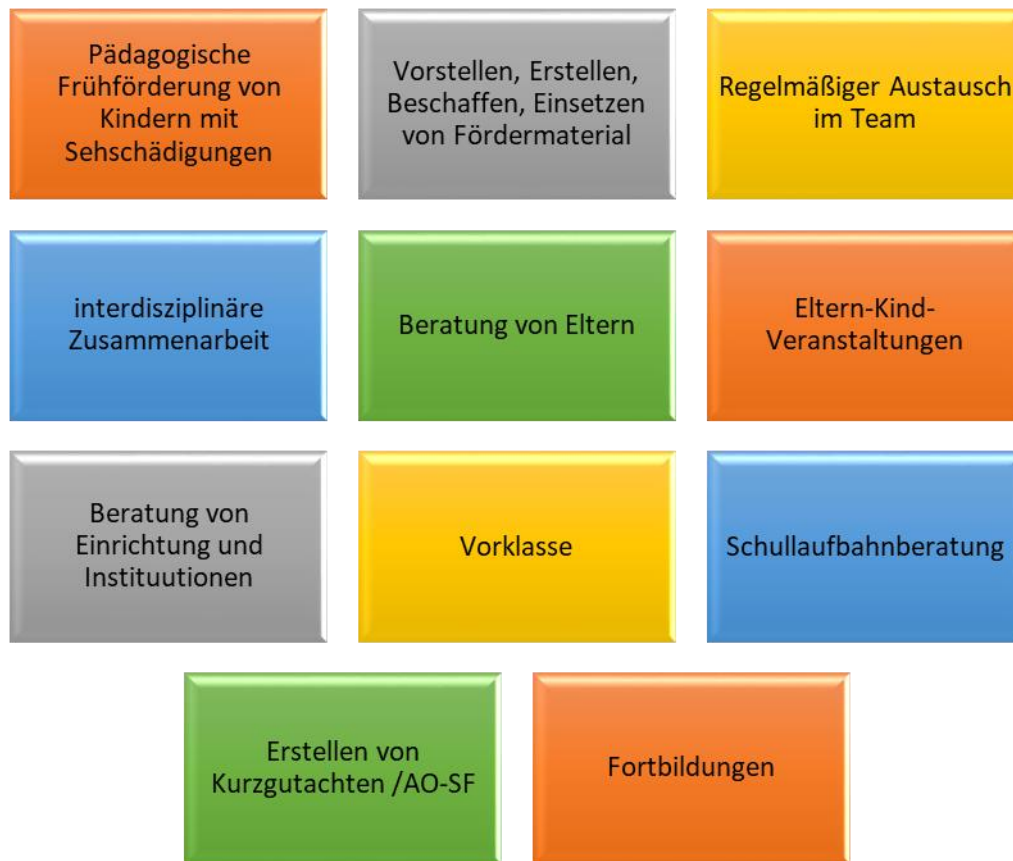 Pädagogische
Frühförderung von
Kindern mit
Sehschädigungen
Vorstellen, Erstellen,
Beschaffen, Einsetzen
von Fördermaterial
Regelmäßiger Austausch
im Team
interdisziplinäre
Zusammenarbeit
Beratung von Eltern
Eltern-Kind-
Veranstaltungen
Beratung von
Einrichtung und
Instituutionen
Vorklasse
Schullaufbahnberatung
Erstellen von
Kurzgutachten /AO-SF
Fortbildungen